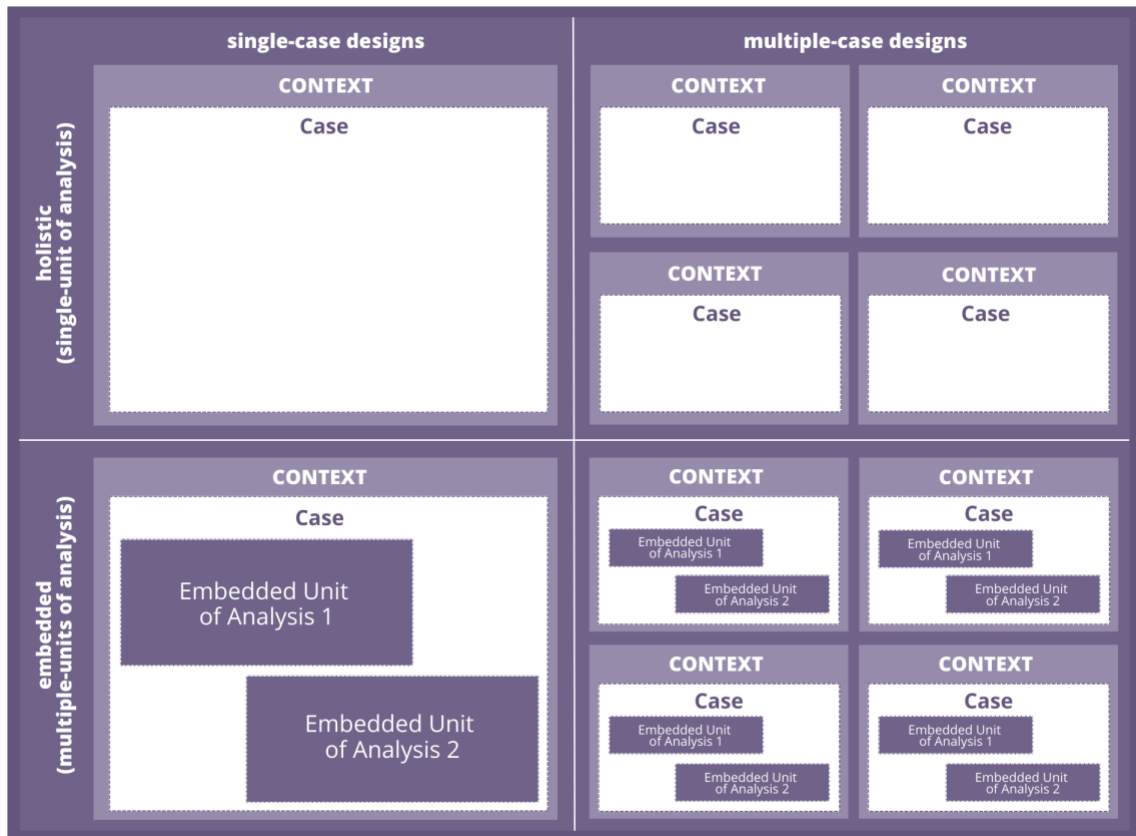 single-case designs
multiple-case designs
holistic
(single-unit of analysis)
CONTEXT
Case
CONTEXT
Case
CONTEXT
Case
CONTEXT
Case
CONTEXT
Case
embedded
(multiple-units of analysis)
CONTEXT
Case
Embedded Unit
of Analysis 1
Embedded Unit
of Analysis 2
CONTEXT
Case
Embedded Unit
of Analysis 1
Embedded Unit
of Analysis 2
CONTEXT
Case
Embedded Unit
of Analysis 1
Embedded Unit
of Analysis 2
CONTEXT
Case
Embedded Unit
of Analysis 1
Embedded Unit
of Analysis 2
CONTEXT
Case
Embedded Unit
of Analysis 1
Embedded Unit
of Analysis 2